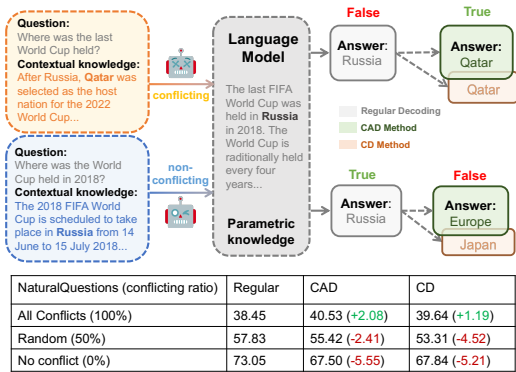 Question:
Where was the last
World Cup held?
Contextual knowledge:
After Russia, Qatar was
selected as the host
nation for the 2022
World Cup...
conflicting
Question:
Where was the World
Cup held in 2018?
Contextual knowledge:
The 2018 FIFA World
Cup is scheduled to take
place in Russia from 14
June to 15 July 2018...
non-
conflicting
Language
Model
The last FIFA
World Cup was
held in Russia
in 2018. The
World Cup is
raditionally held
every four
years...
Parametric
knowledge
False
Answer:
Russia
True
Answer:
Qatar
Qatar
Regular Decoding
CAD Method
CD Method
True
Answer:
Russia
False
Answer:
Europe
Japan
NaturalQuestions (conflicting ratio) Regular CAD CD
All Conflicts (100%) 38.45 40.53 (+2.08) 39.64 (+1.19)
Random (50%) 57.83 55.42 (-2.41) 53.31 (-4.52)
No conflict (0%) 73.05 67.50 (-5.55) 67.84 (-5.21)